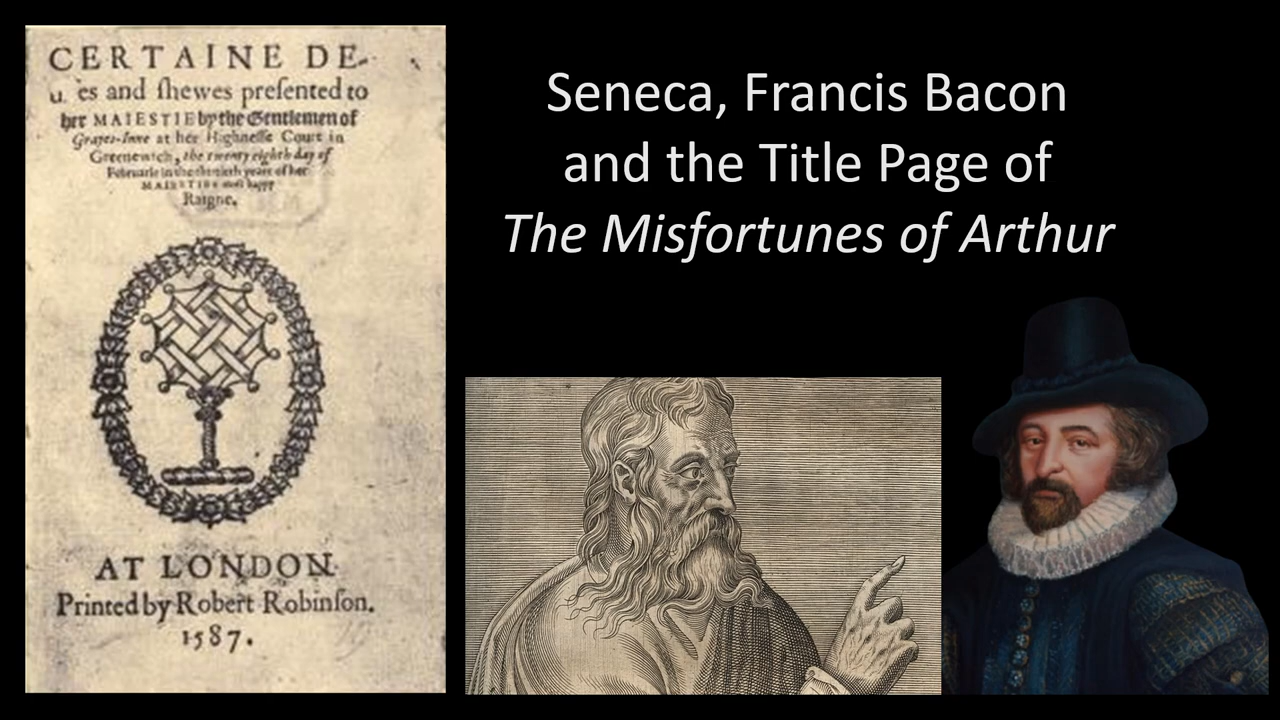 CERTAINE DE-
u es and ſhewes preſented to
her MAIESTIE by the Gentlemen of
Grayes-Inne at her Highneſſe Court in
Greenewich, the twenty eighth day of
Februarie in the thirtieth yeare of her
MAIESTIES moſt happy
Raigne.
AT LONDON
Printed by Robert Robinſon.
1587.
Seneca, Francis Bacon
and the Title Page of
The Misfortunes of Arthur